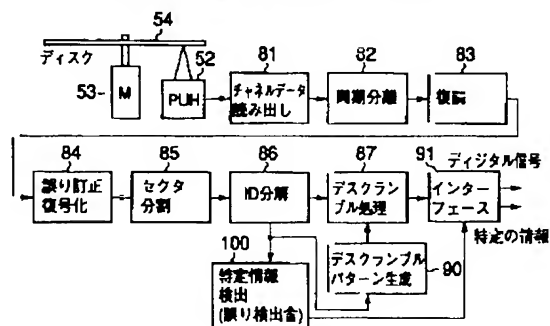 54
ディスク
52
53
M
PUH
81
チャネルデータ
読み出し
82
同期分離
83
復調
84
誤り訂正
復号化
85
セクタ
分割
86
ID分解
87
デスクラン
ブル処理
91
インター
フェース
ディジタル信号
特定の情報
100
特定情報
検出
(誤り検出含)
デスクランブル
パターン生成
90